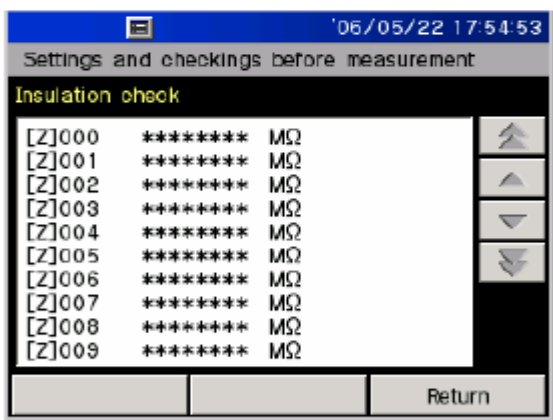 '06/05/22 17:54:53
Settings and checkings before measurement
Insulation check
[Z]000 ******** MΩ
[Z]001 ******** MΩ
[Z]002 ******** MΩ
[Z]003 ******** MΩ
[Z]004 ******** MΩ
[Z]005 ******** MΩ
[Z]006 ******** MΩ
[Z]007 ******** MΩ
[Z]008 ******** MΩ
[Z]009 ******** MΩ
Return